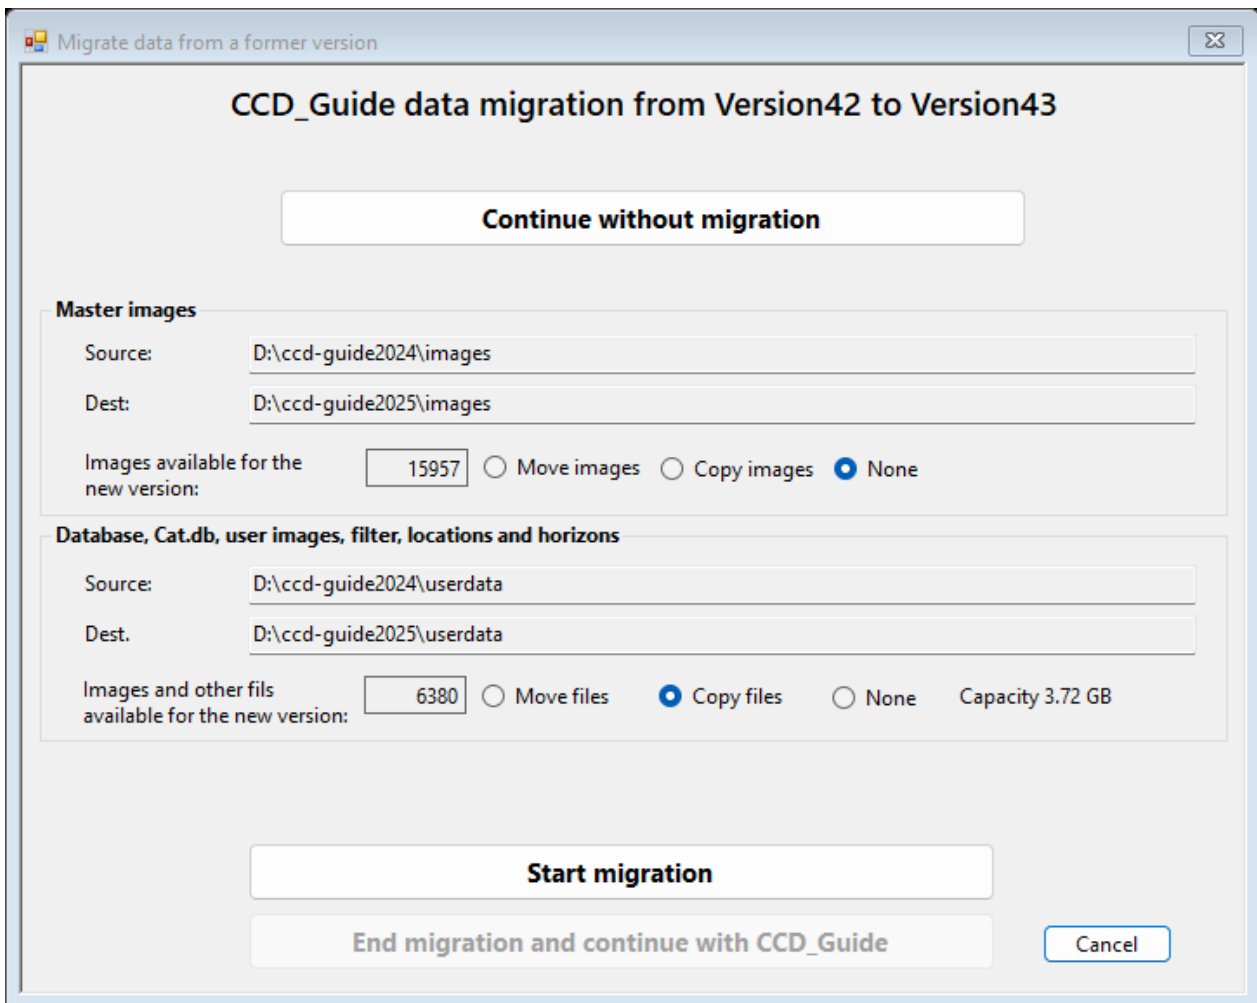 Migrate data from a former version
CCD_Guide data migration from Version42 to Version43
Continue without migration
Master images
Source: D:\ccd-guide2024\images
Dest: D:\ccd-guide2025\images
Images available for the
new version: 15957 Move images Copy images None
Database, Cat.db, user images, filter, locations and horizons
Source: D:\ccd-guide2024\userdata
Dest. D:\ccd-guide2025\userdata
Images and other fils
available for the new version: 6380 Move files Copy files None Capacity 3.72 GB
Start migration
End migration and continue with CCD_Guide
Cancel